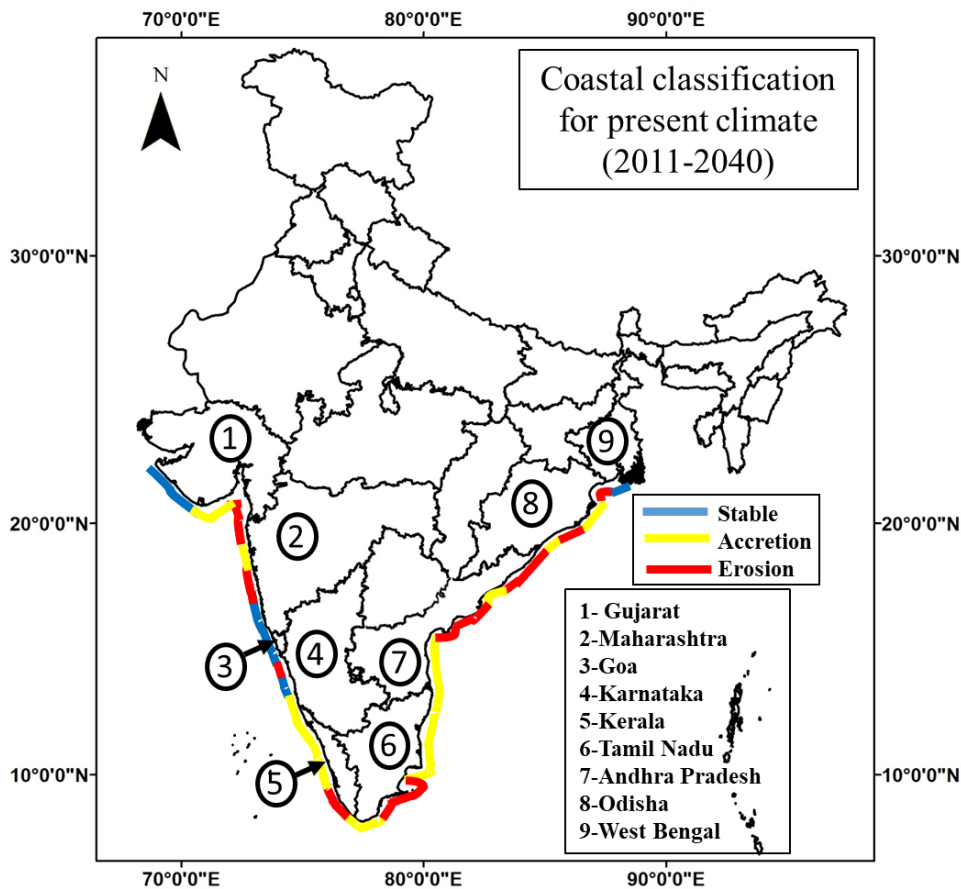 70°0'0"E 80°0'0"E 90°0'0"E
N
Coastal classification
for present climate
(2011-2040)
30°0'0"N 30°0'0"N
1
9
8
20°0'0"N 20°0'0"N
2
Stable
Accretion
Erosion
3
4
7
6
5
1- Gujarat
2-Maharashtra
3-Goa
4-Karnataka
5-Kerala
6-Tamil Nadu
7-Andhra Pradesh
8-Odisha
9-West Bengal
10°0'0"N 10°0'0"N
70°0'0"E 80°0'0"E 90°0'0"E